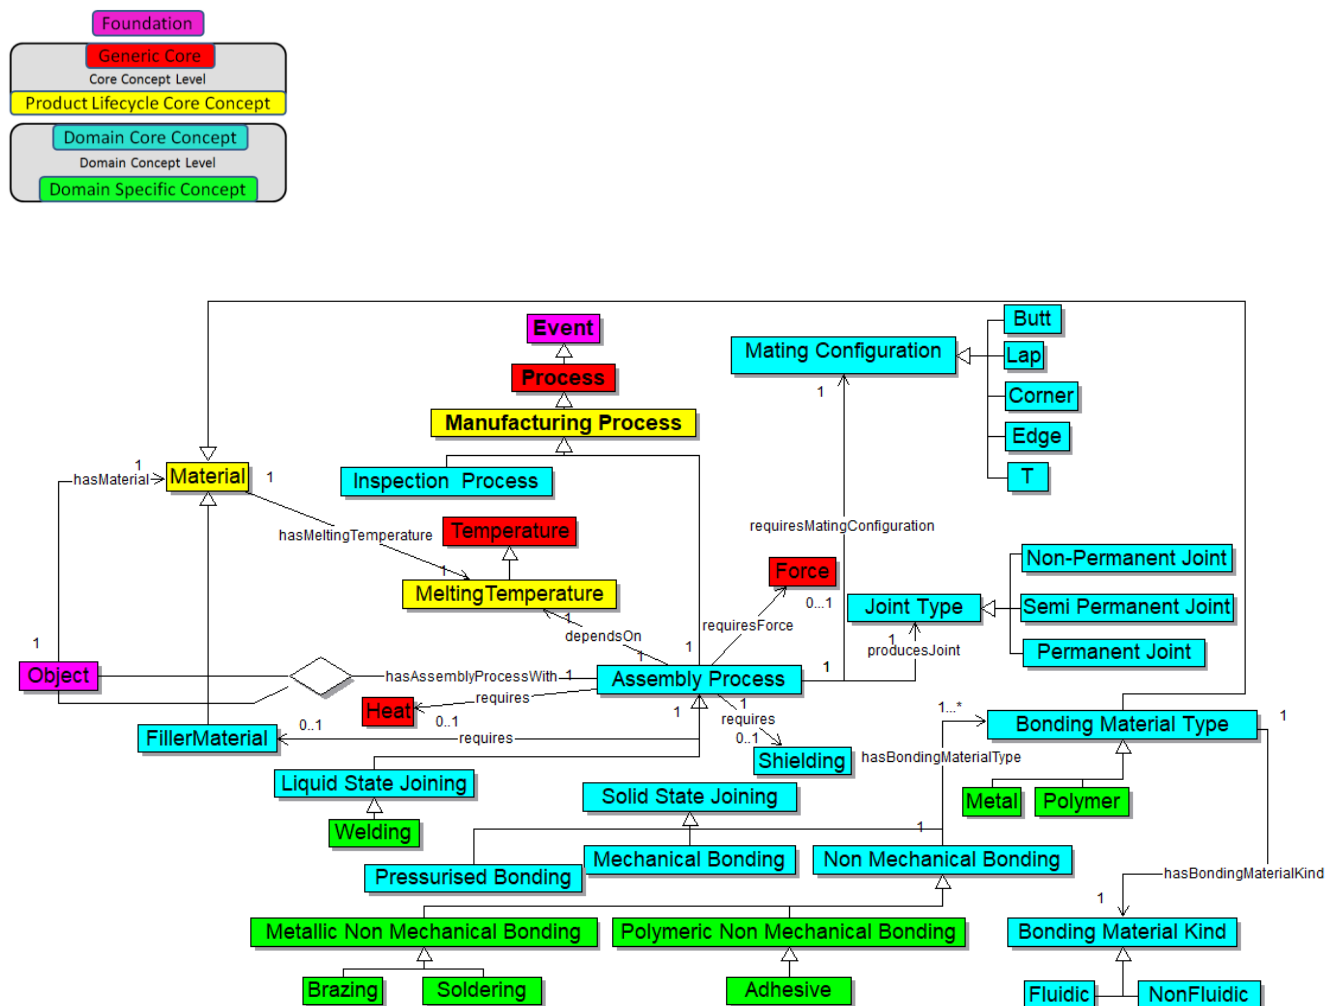 Foundation
Generic Core
Core Concept Level
Product Lifecycle Core Concept
Domain Core Concept
Domain Concept Level
Domain Specific Concept
Event
Process
Manufacturing Process
Inspection Process
Mating Configuration
1
Butt
Lap
Corner
Edge
T
1
hasMaterial
Material
1
hasMeltingTemperature
1
Temperature
MeltingTemperature
1
dependsOn
1
requiresMatingConfiguration
Force
0...1
requiresForce
1
Joint Type
1
producesJoint
Non-Permanent Joint
Semi Permanent Joint
Permanent Joint
1
Object
hasAssemblyProcessWith
1
Assembly Process
1
requires
Heat
0..1
1
1
requires
0..1
Shielding
FillerMaterial
0..1
requires
1...*
Bonding Material Type
1
hasBondingMaterialType
Metal
Polymer
Liquid State Joining
Welding
Solid State Joining
1
Pressurised Bonding
Mechanical Bonding
Non Mechanical Bonding
hasBondingMaterialKind
1
Metallic Non Mechanical Bonding
Polymeric Non Mechanical Bonding
Bonding Material Kind
Brazing
Soldering
Adhesive
Fluidic
NonFluidic